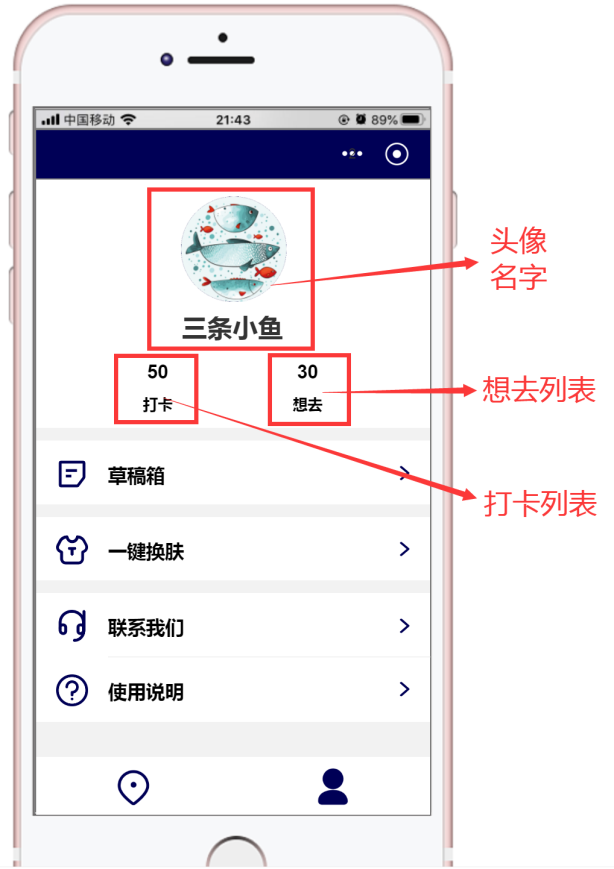 中国移动
21:43
89%
三条小鱼
头像
名字
50
打卡
30
想去
想去列表
打卡列表
草稿箱
一键换肤
联系我们
使用说明